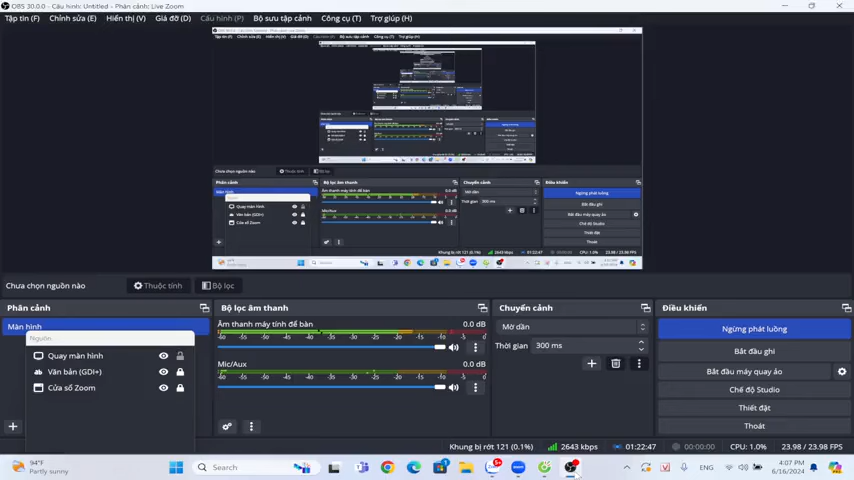 OBS 30.0.0 - Cấu hình: Untitled - Phân cảnh: Live Zoom
Tập tin (F) Chỉnh sửa (E) Hiển thị (V) Giá đỡ (D) Cấu hình (P) Bộ sưu tập cảnh Công cụ (T) Trợ giúp (H)
Chưa chọn nguồn nào Thuộc tính Bộ lọc
Phân cảnh Bộ lọc âm thanh Chuyển cảnh Điều khiển
Màn hình
Nguồn
Quay màn hình
Văn bản (GDI+)
Cửa sổ Zoom
Âm thanh máy tính để bàn 0.0 dB
-60 -55 -50 -45 -40 -35 -30 -25 -20 -15 -10 -5 0
Mic/Aux 0.0 dB
-60 -55 -50 -45 -40 -35 -30 -25 -20 -15 -10 -5 0
Mờ dần
Thời gian 300 ms
Ngừng phát luồng
Bắt đầu ghi
Bắt đầu máy quay ảo
Chế độ Studio
Thiết đặt
Thoát
Khung bị rớt 121 (0.1%) 2643 kbps 01:22:47 00:00:00 CPU: 1.0% 23.98 / 23.98 FPS
94°F
Partly sunny
Search
ENG
4:07 PM
6/16/2024